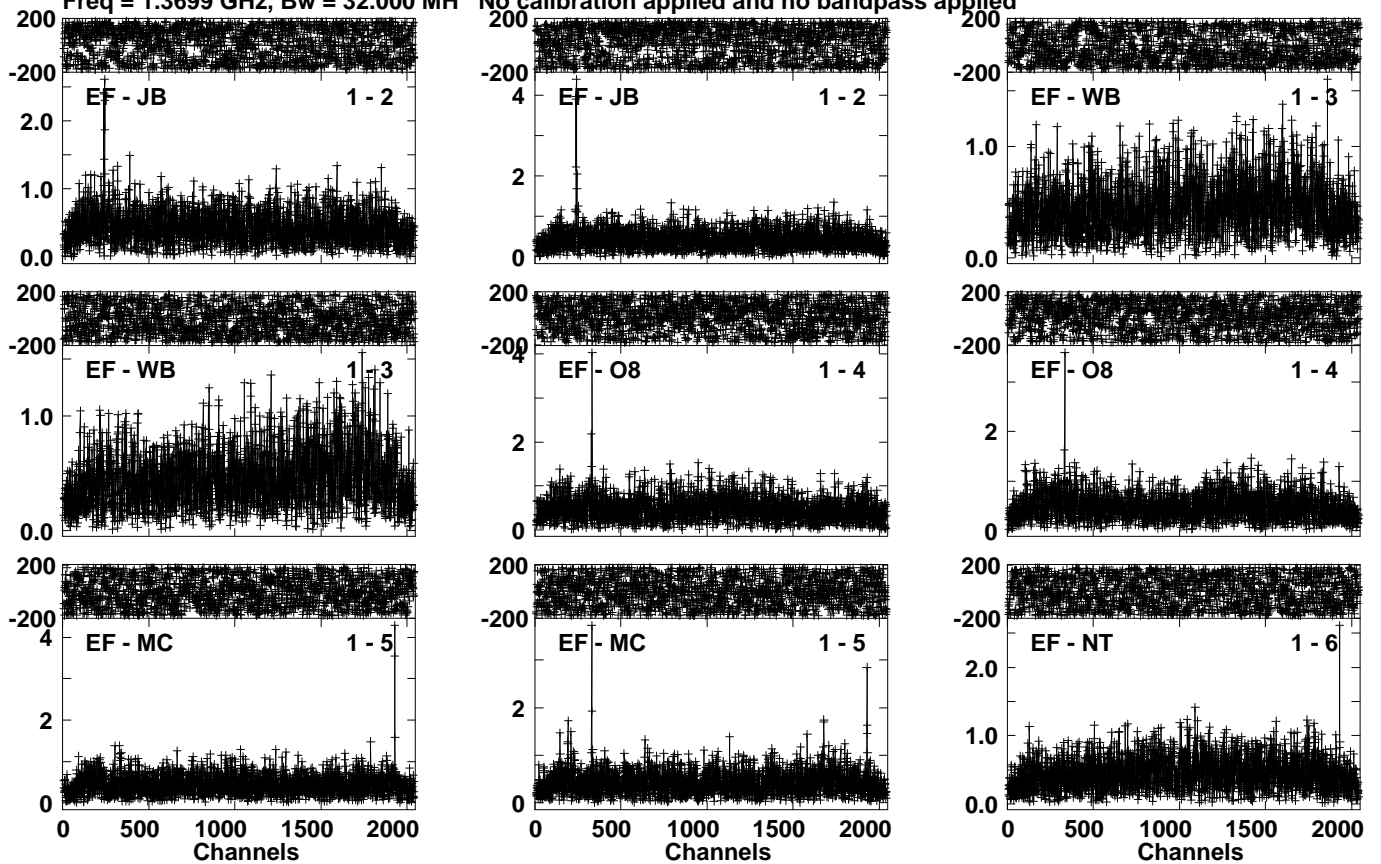 Freq = 1.3699 GHz, Bw = 32.000 MH No calibration applied and no bandpass applied
200 200 200
-200 -200 -200
EF - JB 1 - 2 EF - JB 1 - 2 EF - WB 1 - 3
2.0 4 1.0
1.0 2
0.0 0 0.0
200 200 200
-200 -200 -200
EF - WB 1 - 3 4 EF - O8 1 - 4 EF - O8 1 - 4
1.0 2 2
0.0 0 0
200 200 200
-200 -200 -200
EF - MC 1 - 5 EF - MC 1 - 5 EF - NT 1 - 6
4 2.0
2 2 1.0
0 0 0.0
0 500 1000 1500 2000 0 500 1000 1500 2000 0 500 1000 1500 2000
Channels Channels Channels